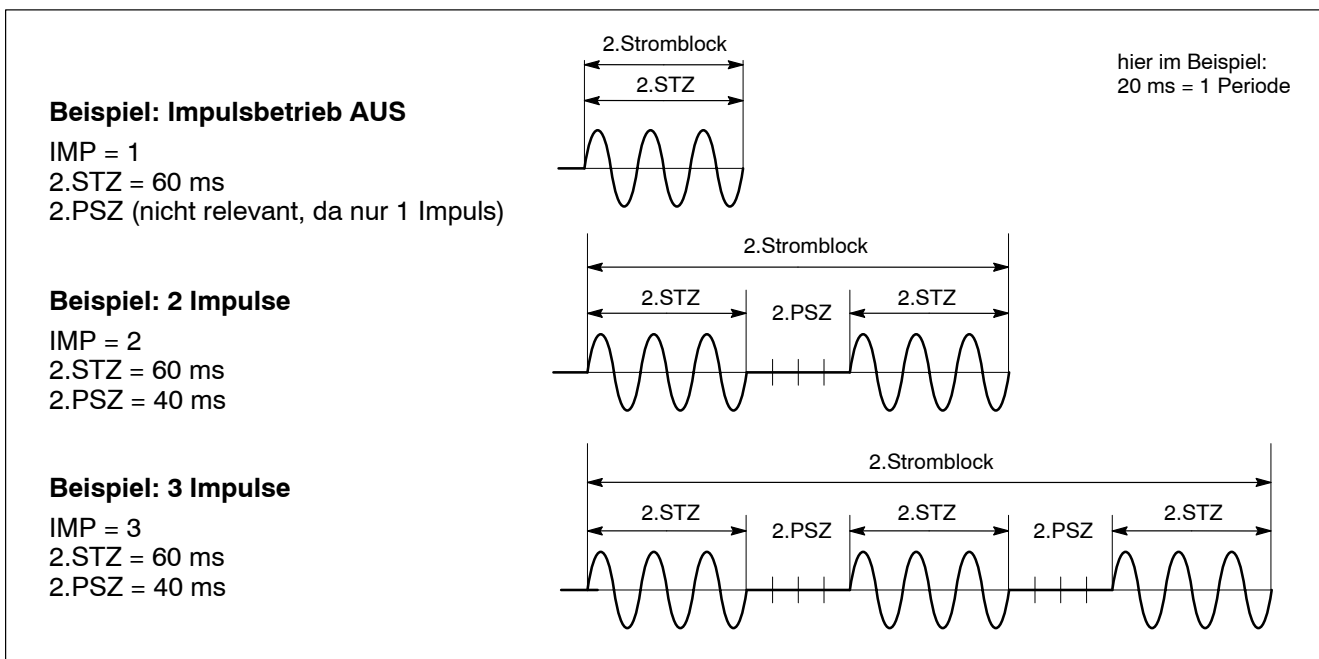 2.Stromblock
2.STZ
hier im Beispiel:
20 ms = 1 Periode
Beispiel: Impulsbetrieb AUS
IMP = 1
2.STZ = 60 ms
2.PSZ (nicht relevant, da nur 1 Impuls)
2.Stromblock
2.STZ 2.PSZ 2.STZ
Beispiel: 2 Impulse
IMP = 2
2.STZ = 60 ms
2.PSZ = 40 ms
2.Stromblock
2.STZ 2.PSZ 2.STZ 2.PSZ 2.STZ
Beispiel: 3 Impulse
IMP = 3
2.STZ = 60 ms
2.PSZ = 40 ms